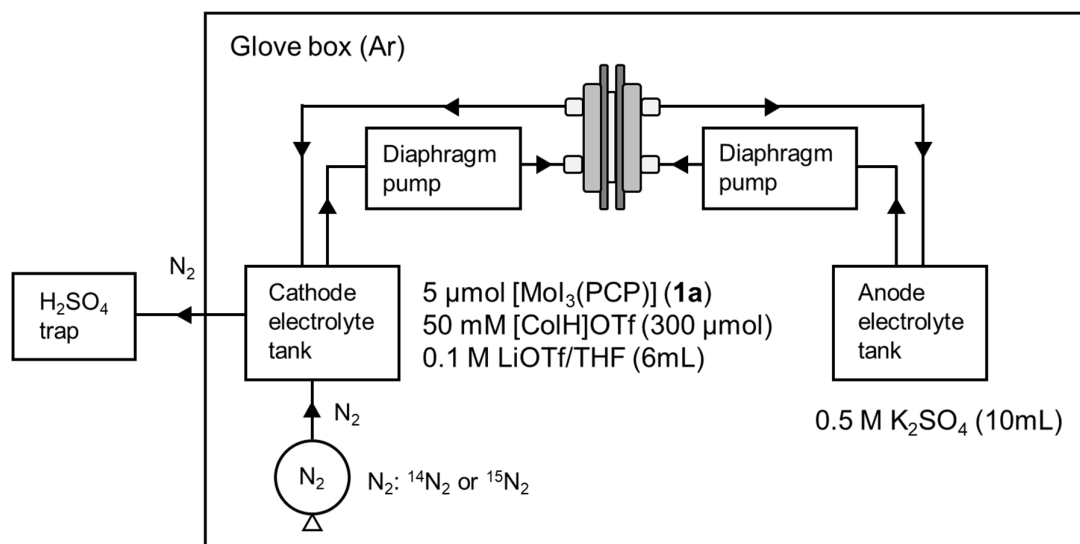 Glove box (Ar)
Diaphragm
pump
Diaphragm
pump
N₂
H₂SO₄
trap
Cathode
electrolyte
tank
5 μmol [MoI₃(PCP)] (1a)
50 mM [ColH]OTf (300 μmol)
0.1 M LiOTf/THF (6mL)
Anode
electrolyte
tank
0.5 M K₂SO₄ (10mL)
N₂
N₂
N₂: ¹⁴N₂ or ¹⁵N₂